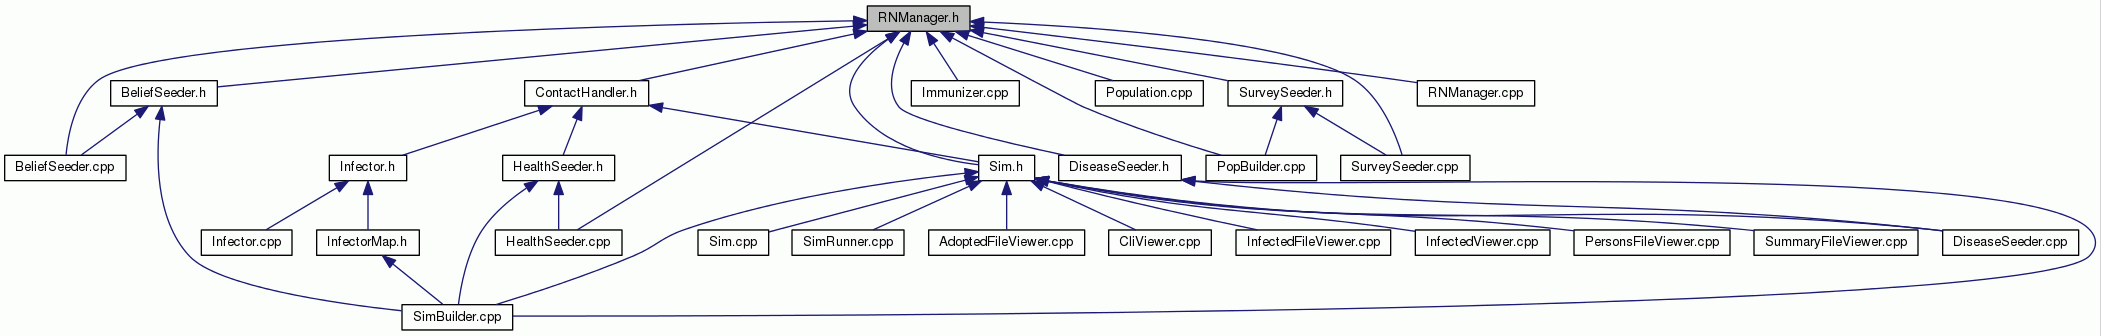 RNManager.h
BeliefSeeder.h
ContactHandler.h
Immunizer.cpp
Population.cpp
SurveySeeder.h
RNManager.cpp
BeliefSeeder.cpp
Infector.h
HealthSeeder.h
Sim.h
DiseaseSeeder.h
PopBuilder.cpp
SurveySeeder.cpp
Infector.cpp
InfectorMap.h
HealthSeeder.cpp
Sim.cpp
SimRunner.cpp
AdoptedFileViewer.cpp
CliViewer.cpp
InfectedFileViewer.cpp
InfectedViewer.cpp
PersonsFileViewer.cpp
SummaryFileViewer.cpp
DiseaseSeeder.cpp
SimBuilder.cpp